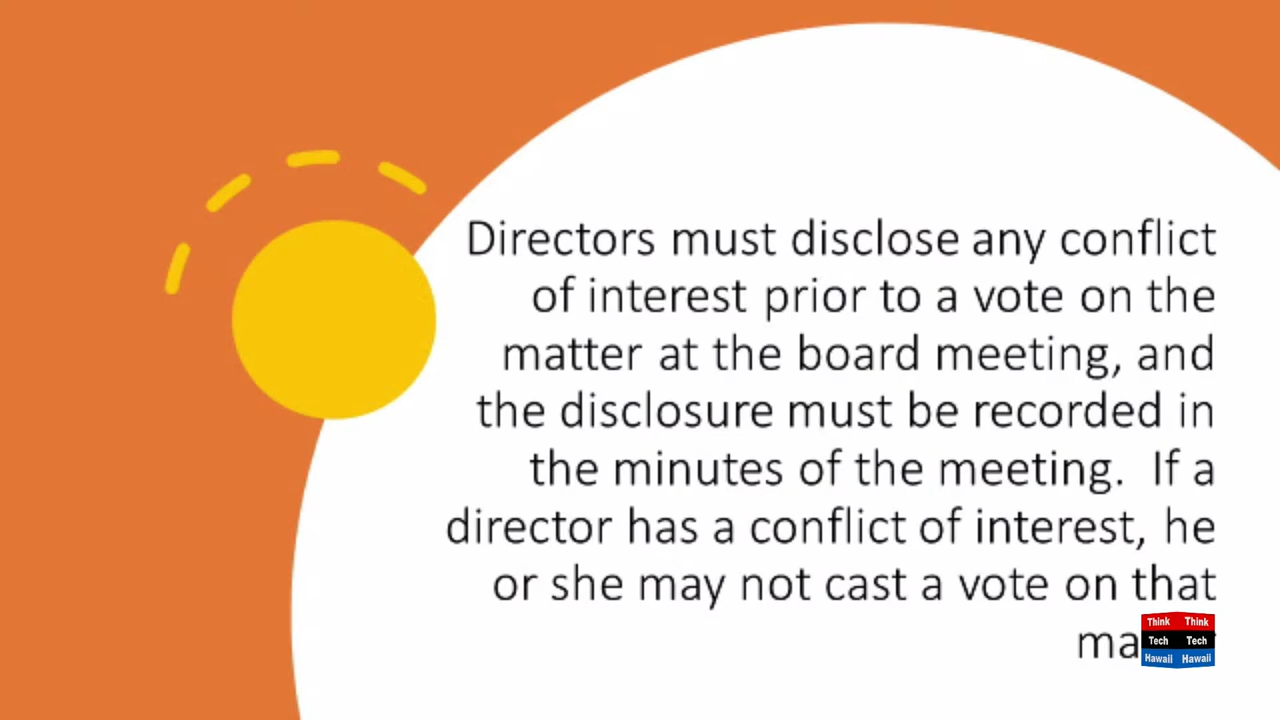 Directors must disclose any conflict
of interest prior to a vote on the
matter at the board meeting, and
the disclosure must be recorded in
the minutes of the meeting.  If a
director has a conflict of interest, he
or she may not cast a vote on that
Think Think
Tech Tech
Hawaii Hawaii